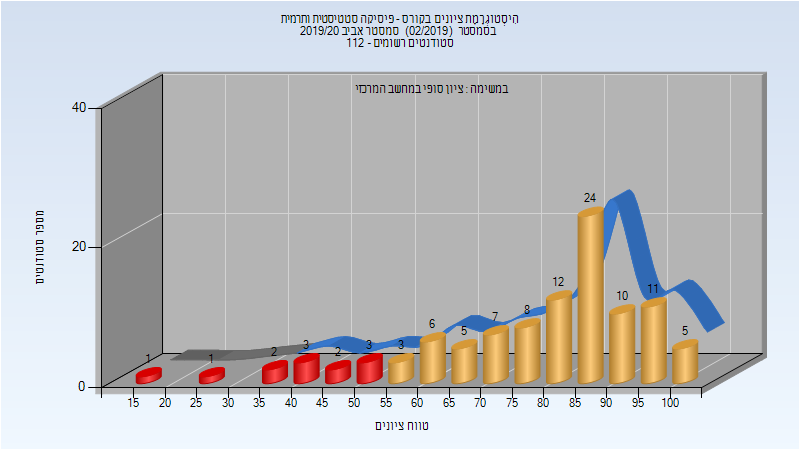 היסטוגרמת ציונים בקורס - פיסיקה סטטיסטית ותרמית
בסמסטר (02/2019) סמסטר אביב 2019/20
סטודנטים רשומים - 112
במשימה : ציון סופי במחשב המרכזי
מספר סטודנטים
40
20
0
1 1 2 3 2 3 3 6 5 7 8 12 24 10 11 5
15 20 25 30 35 40 45 50 55 60 65 70 75 80 85 90 95 100
טווח ציונים